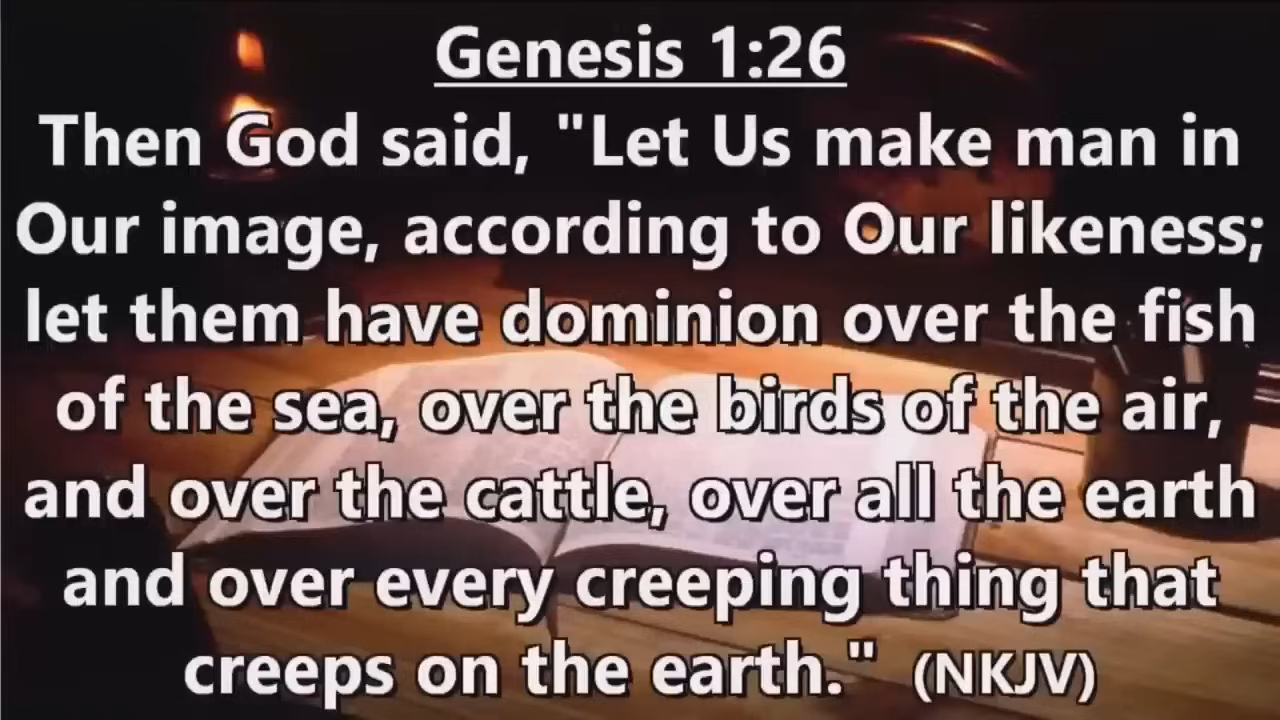 Genesis 1:26
Then God said, "Let Us make man in
Our image, according to Our likeness;
let them have dominion over the fish
of the sea, over the birds of the air,
and over the cattle, over all the earth
and over every creeping thing that
creeps on the earth." (NKJV)